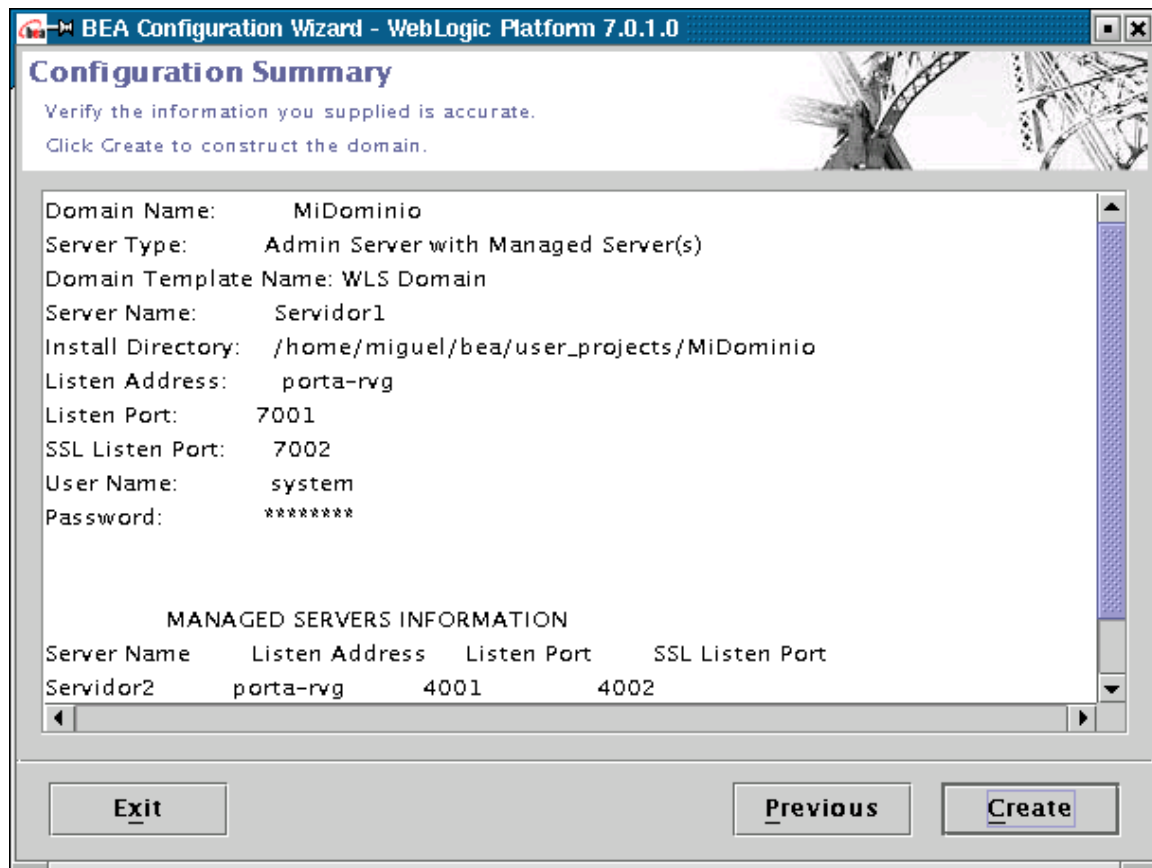 bea BEA Configuration Wizard - WebLogic Platform 7.0.1.0
Configuration Summary
Verify the information you supplied is accurate.
Click Create to construct the domain.
Domain Name: MiDominio
Server Type: Admin Server with Managed Server(s)
Domain Template Name: WLS Domain
Server Name: Servidor1
Install Directory: /home/miguel/bea/user_projects/MiDominio
Listen Address: porta-rvg
Listen Port: 7001
SSL Listen Port: 7002
User Name: system
Password: ********
MANAGED SERVERS INFORMATION
Server Name Listen Address Listen Port SSL Listen Port
Servidor2 porta-rvg 4001 4002
Exit Previous Create